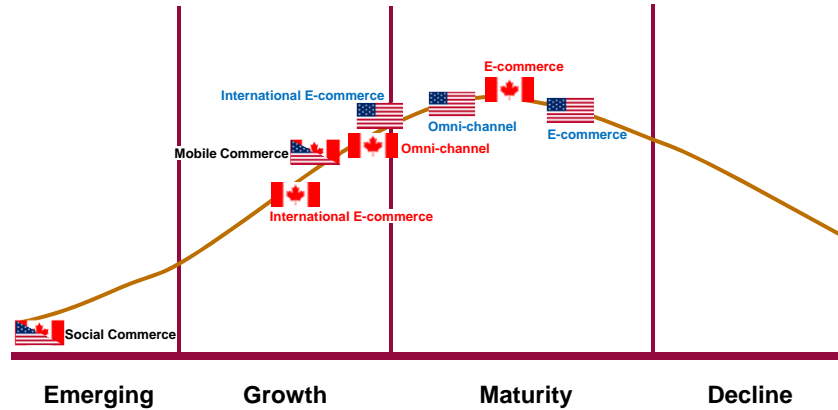 E-commerce
International E-commerce
Omni-channel
E-commerce
Mobile Commerce
Omni-channel
International E-commerce
Social Commerce
Emerging
Growth
Maturity
Decline